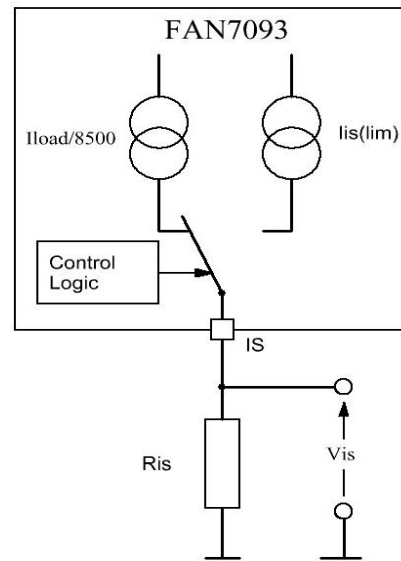 FAN7093
Iload/8500
Iis(lim)
Control
Logic
IS
Ris
Vis